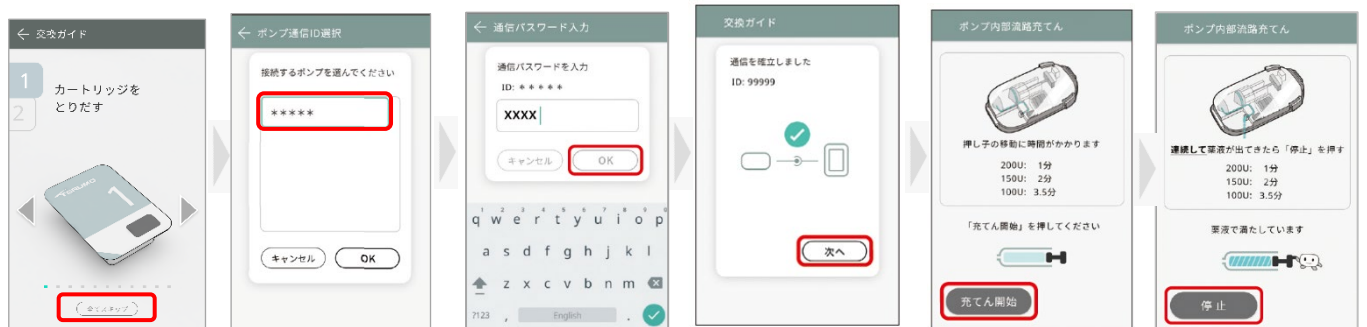 ← 交換ガイド
1
2
カートリッジを
とりだす
TERUMO
1
全てスキップ
← ポンプ通信ID選択
接続するポンプを選んでください
*****
キャンセル
OK
← 通信パスワード入力
通信パスワードを入力
ID: * * * * *
XXXX
キャンセル
OK
1 2 3 4 5 6 7 8 9 0
q w e r t y u i o p
a s d f g h j k l
z x c v b n m
?123 , English .
交換ガイド
通信を確立しました
ID: 99999
次へ
ポンプ内部流路充てん
押し子の移動に時間がかかります
200U: 1分
150U: 2分
100U: 3.5分
「充てん開始」を押してください
充てん開始
ポンプ内部流路充てん
連続して薬液が出てきたら「停止」を押す
200U: 1分
150U: 2分
100U: 3.5分
薬液で満たしています
停止